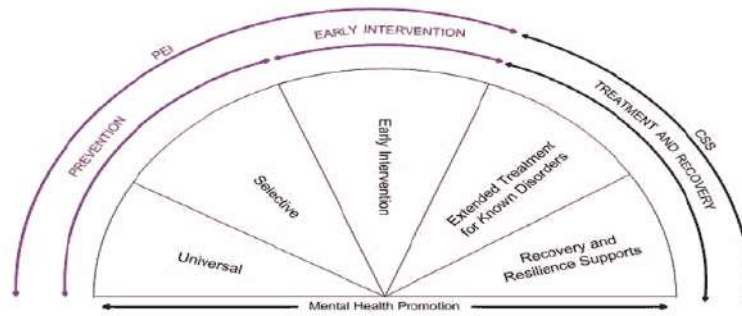 PEI
EARLY INTERVENTION
PREVENTION
TREATMENT AND RECOVERY
CSS
Universal
Selective
Early Intervention
Extended Treatment
for Known Disorders
Recovery and
Resilience Supports
Mental Health Promotion